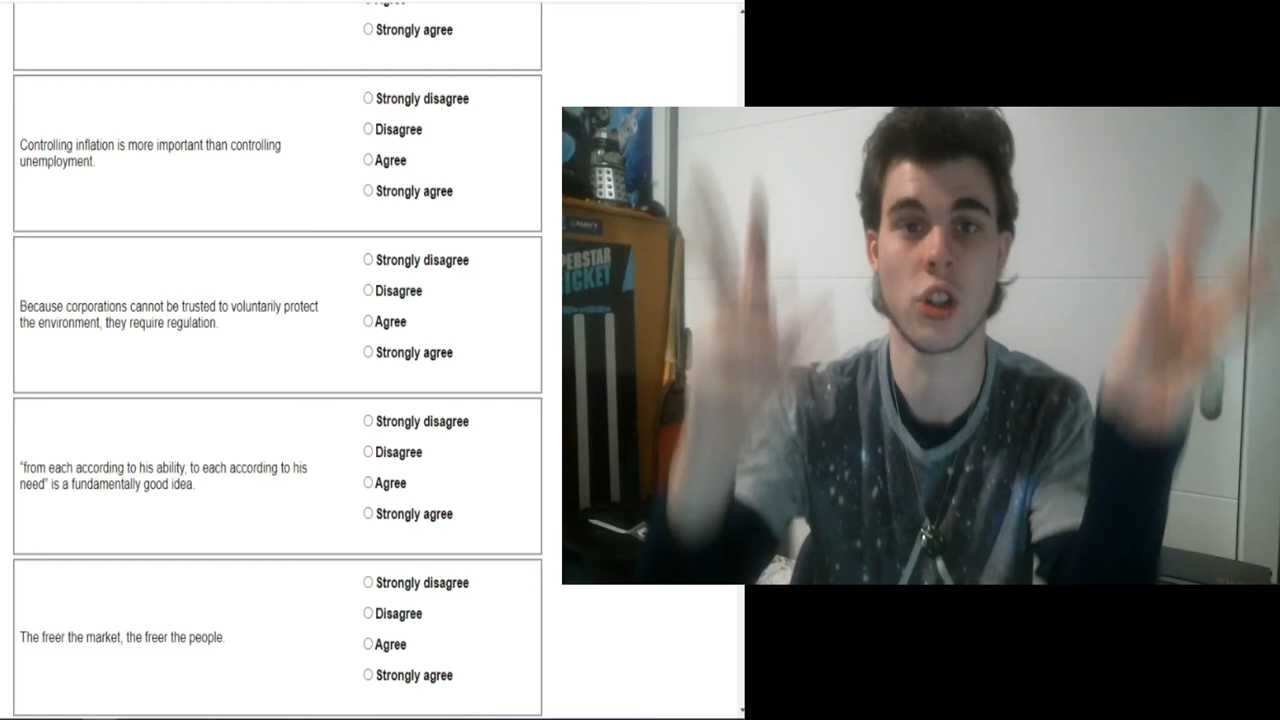 Agree
Strongly agree
Strongly disagree
Controlling inflation is more important than controlling
unemployment.
Disagree
Agree
Strongly agree
Strongly disagree
Because corporations cannot be trusted to voluntarily protect
the environment, they require regulation.
Disagree
Agree
Strongly agree
Strongly disagree
“from each according to his ability, to each according to his
need” is a fundamentally good idea.
Disagree
Agree
Strongly agree
Strongly disagree
The freer the market, the freer the people.
Disagree
Agree
Strongly agree
PERSTAR
ICKET